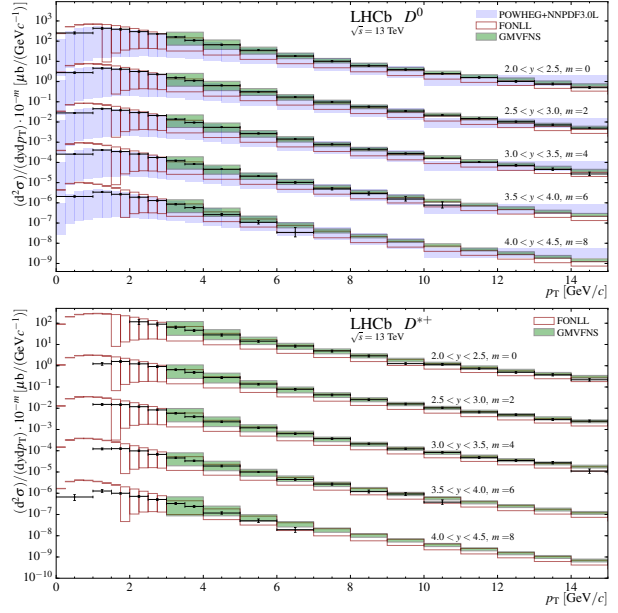 LHCb D⁰
√s = 13 TeV
POWHEG+NNPDF3.0L
FONLL
GMVFNS
(d²σ)/(dydp_T) · 10⁻ᵐ [μb/(GeV c⁻¹)]
10³
10²
10
1
10⁻¹
10⁻²
10⁻³
10⁻⁴
10⁻⁵
10⁻⁶
10⁻⁷
10⁻⁸
10⁻⁹
2.0 < y < 2.5, m = 0
2.5 < y < 3.0, m = 2
3.0 < y < 3.5, m = 4
3.5 < y < 4.0, m = 6
4.0 < y < 4.5, m = 8
0 2 4 6 8 10 12 14
p_T [GeV/c]
LHCb D*⁺
√s = 13 TeV
FONLL
GMVFNS
(d²σ)/(dydp_T) · 10⁻ᵐ [μb/(GeV c⁻¹)]
10²
10
1
10⁻¹
10⁻²
10⁻³
10⁻⁴
10⁻⁵
10⁻⁶
10⁻⁷
10⁻⁸
10⁻⁹
10⁻¹⁰
2.0 < y < 2.5, m = 0
2.5 < y < 3.0, m = 2
3.0 < y < 3.5, m = 4
3.5 < y < 4.0, m = 6
4.0 < y < 4.5, m = 8
0 2 4 6 8 10 12 14
p_T [GeV/c]